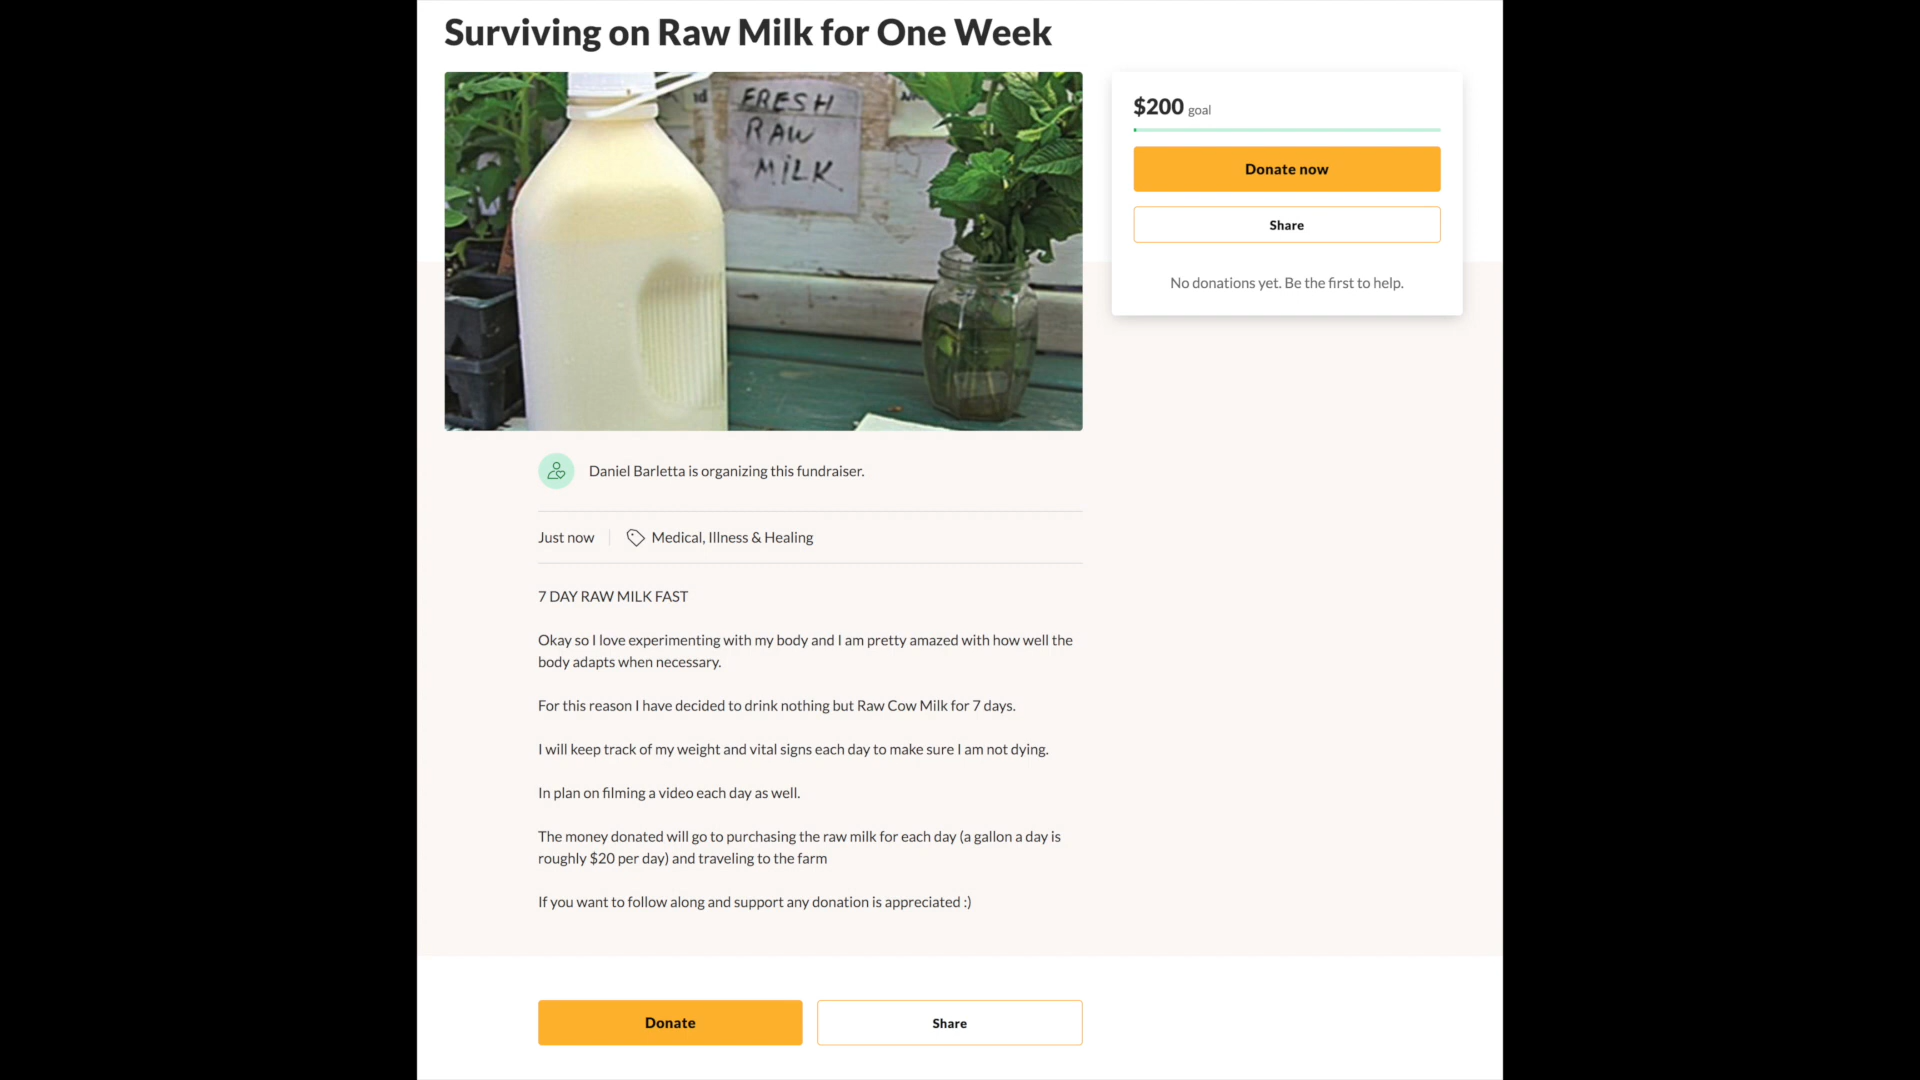 Surviving on Raw Milk for One Week
FRESH
RAW
MILK
$200 goal
Donate now
Share
No donations yet. Be the first to help.
Daniel Barletta is organizing this fundraiser.
Just now
Medical, Illness & Healing
7 DAY RAW MILK FAST
Okay so I love experimenting with my body and I am pretty amazed with how well the
body adapts when necessary.
For this reason I have decided to drink nothing but Raw Cow Milk for 7 days.
I will keep track of my weight and vital signs each day to make sure I am not dying.
In plan on filming a video each day as well.
The money donated will go to purchasing the raw milk for each day (a gallon a day is
roughly $20 per day) and traveling to the farm
If you want to follow along and support any donation is appreciated :)
Donate
Share